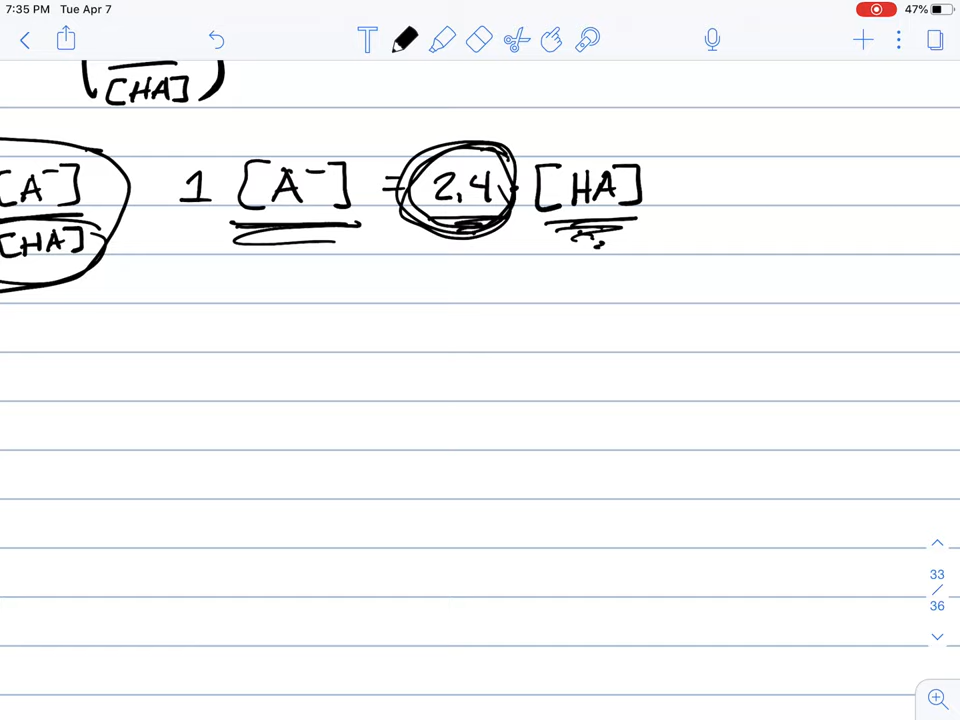 7:35 PM Tue Apr 7 47%
T
[HA]
[A⁻] 1 [A⁻] = 2.4 · [HA]
[HA]
33
/
36